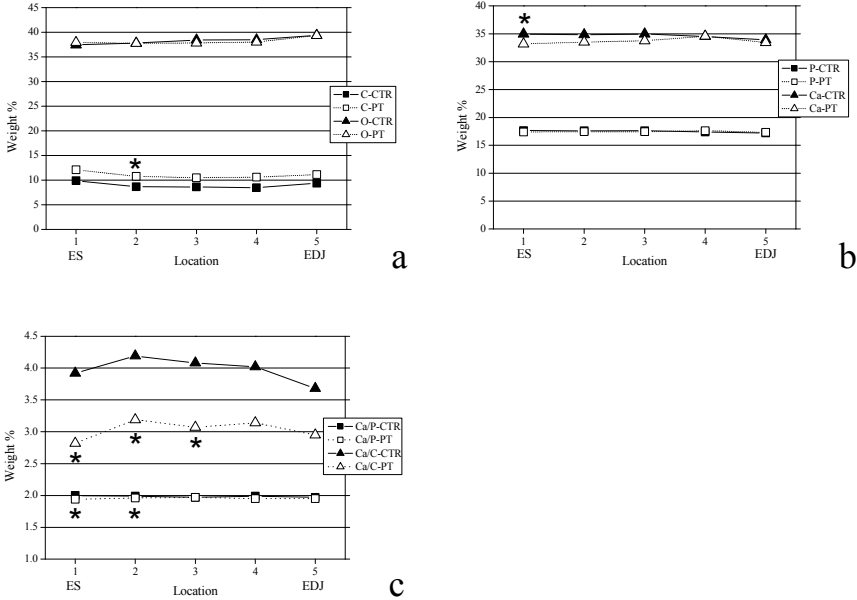 50
45
40
35
30
25
20
15
10
5
0
Weight %
*
C-CTR
C-PT
O-CTR
O-PT
1 2 3 4 5
ES EDJ
Location
a
40
35
30
25
20
15
10
5
0
Weight %
*
P-CTR
P-PT
Ca-CTR
Ca-PT
1 2 3 4 5
ES EDJ
Location
b
4.5
4.0
3.5
3.0
2.5
2.0
1.5
1.0
Weight %
* * *
* *
Ca/P-CTR
Ca/P-PT
Ca/C-CTR
Ca/C-PT
1 2 3 4 5
ES EDJ
Location
c